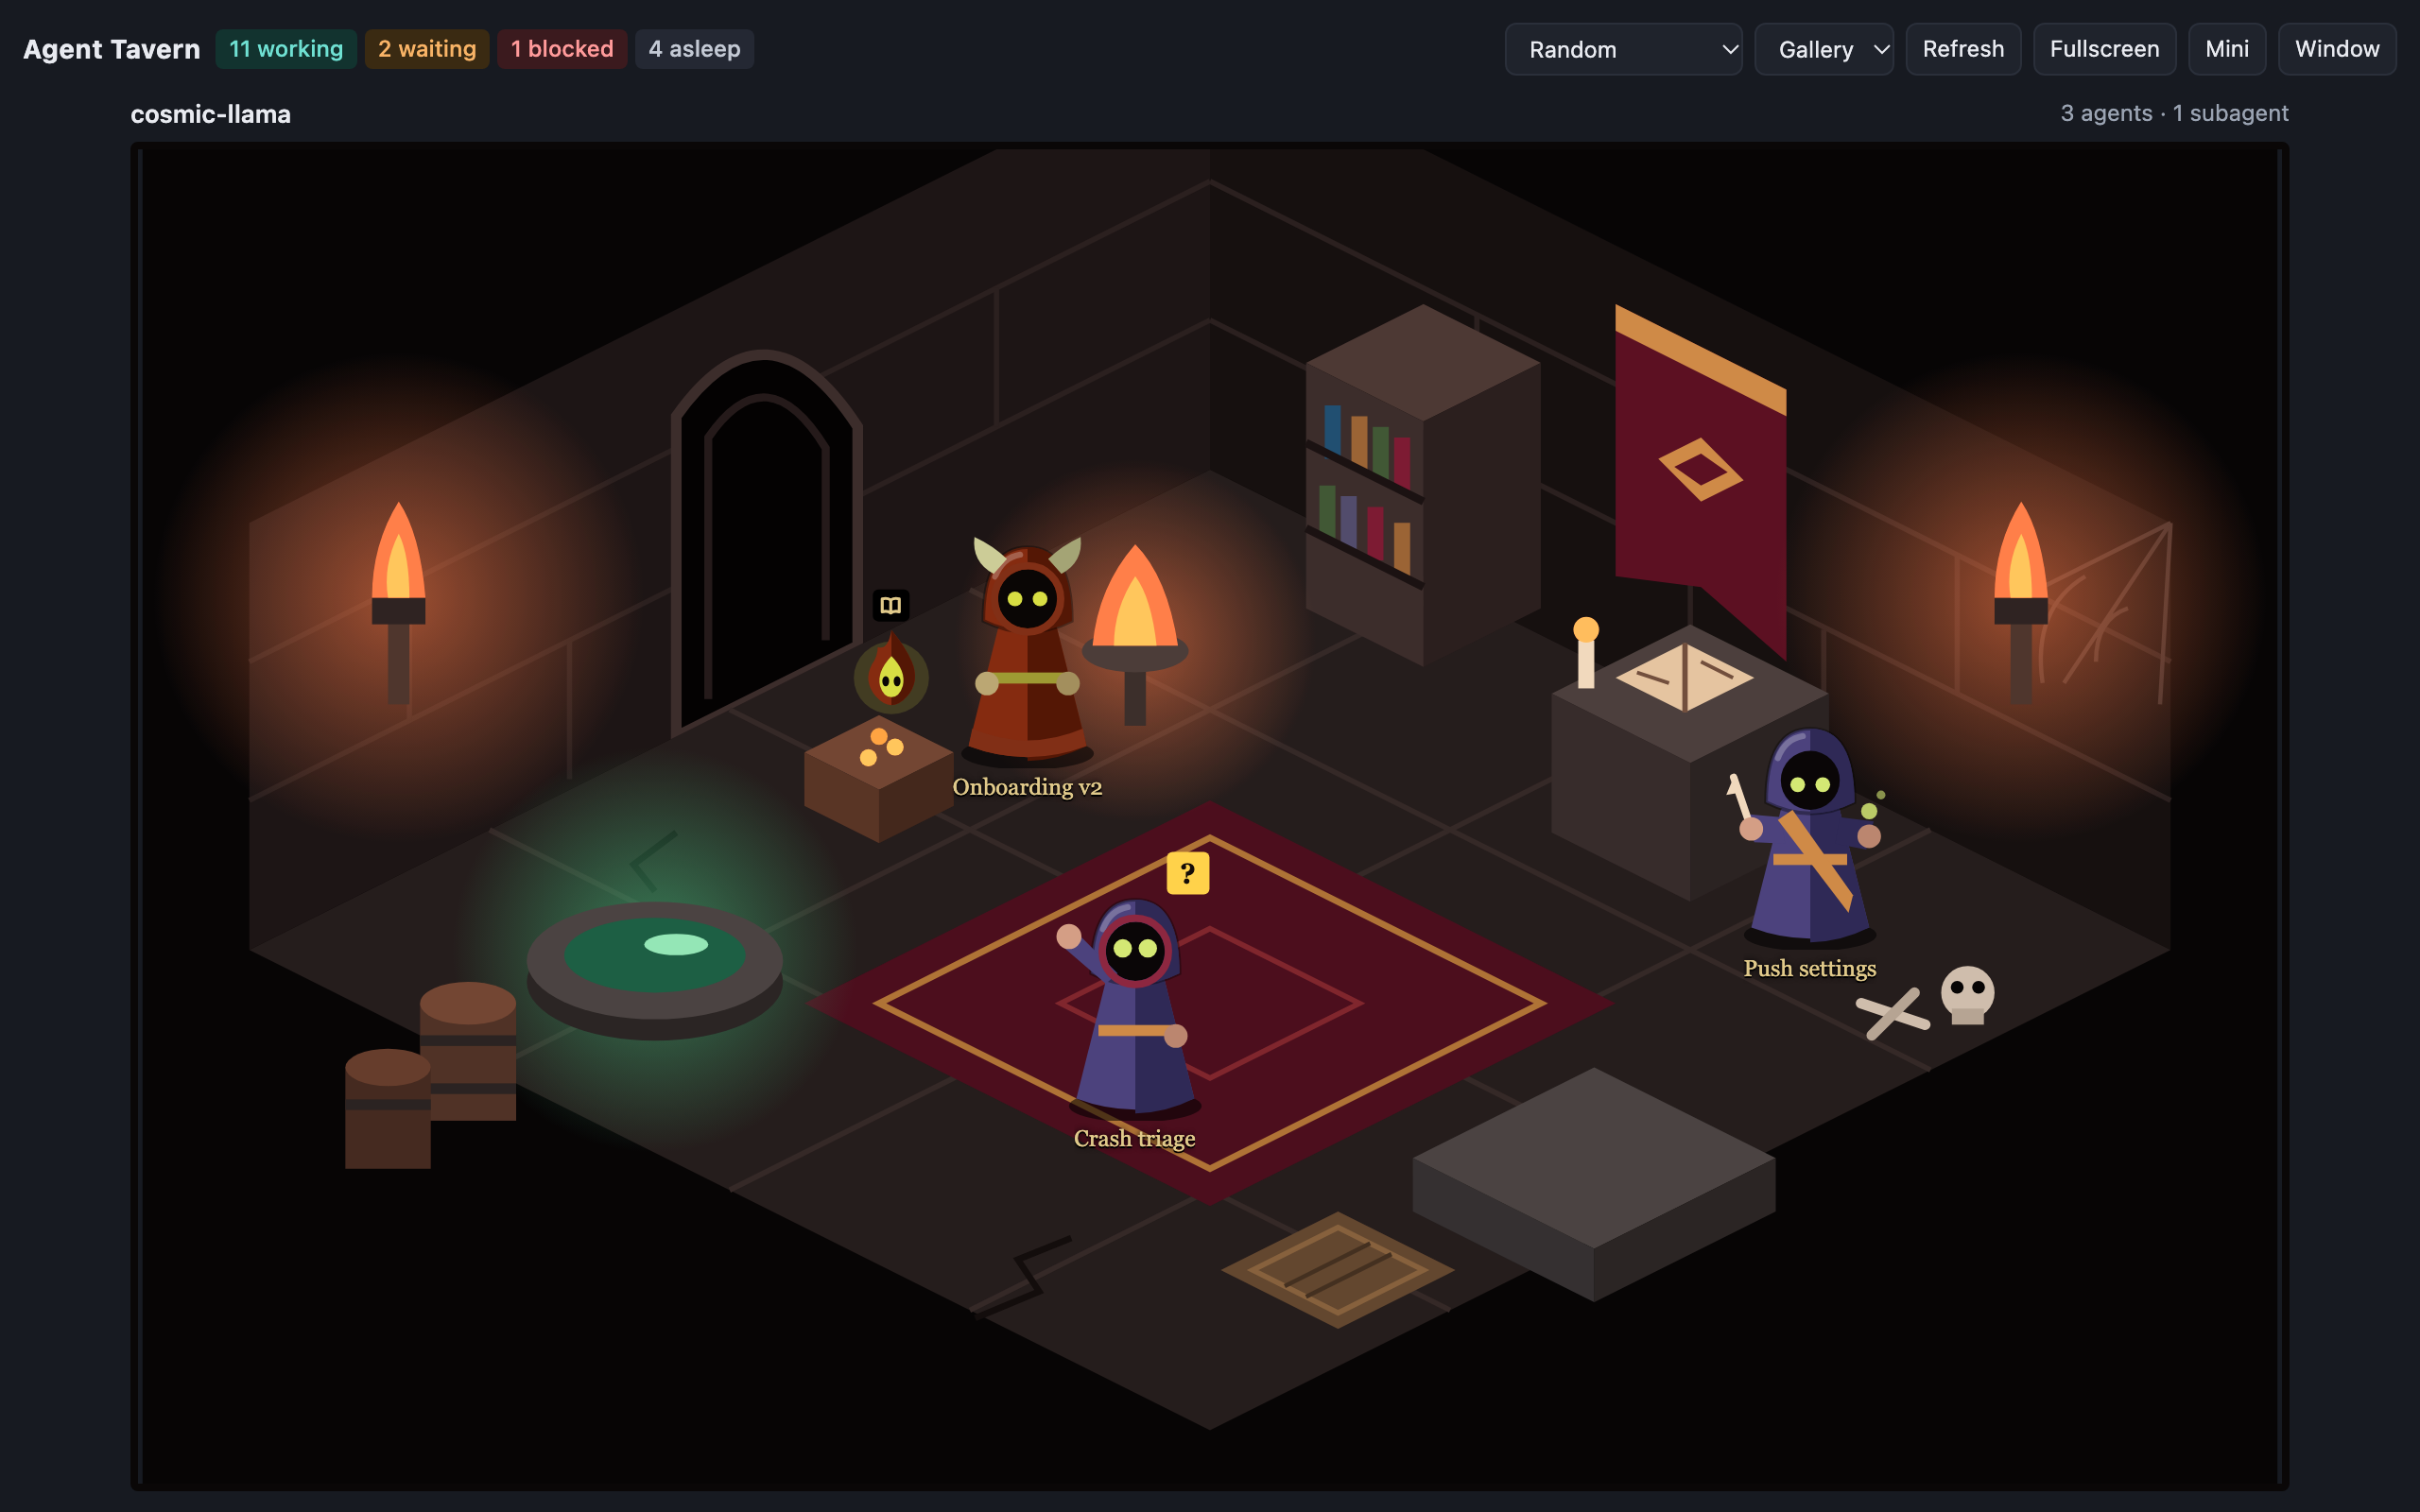 Agent Tavern
11 working
2 waiting
1 blocked
4 asleep
Random
Gallery
Refresh
Fullscreen
Mini
Window
cosmic-llama
3 agents · 1 subagent
Onboarding v2
?
Push settings
Crash triage